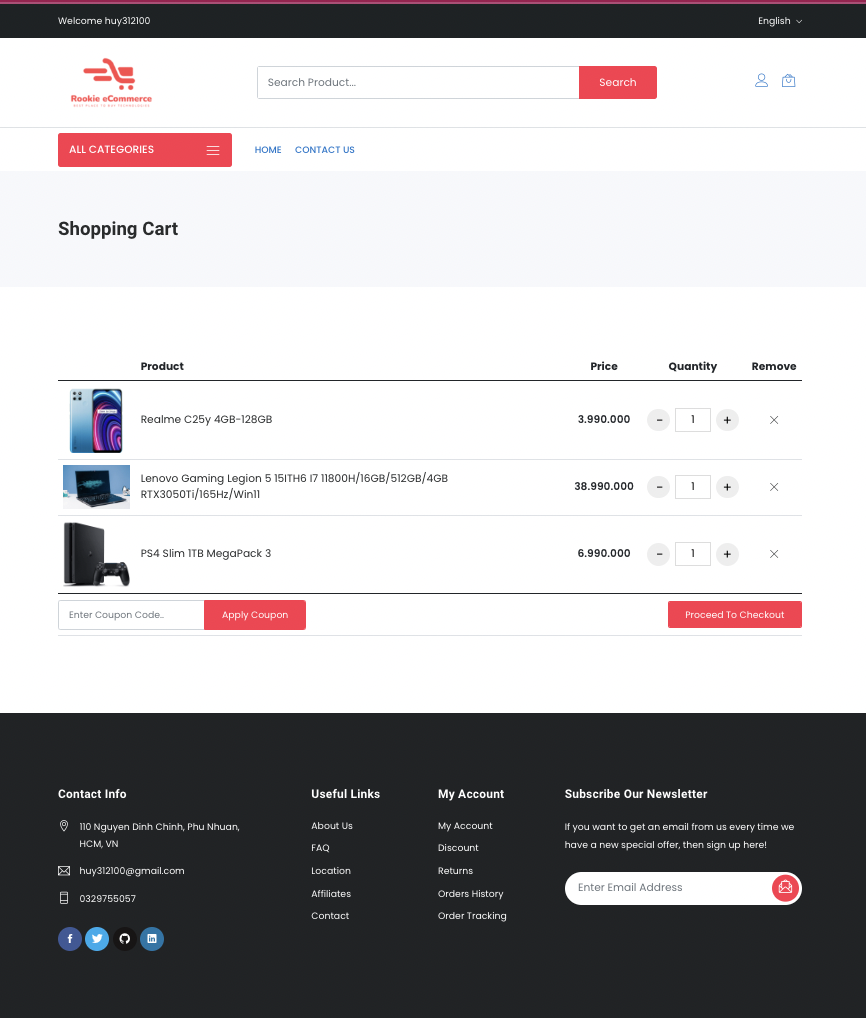 Welcome huy312100
English
Rookie eCommerce
Search Product...
Search
ALL CATEGORIES
HOME
CONTACT US
Shopping Cart
Product
Price
Quantity
Remove
Realme C25y 4GB-128GB
3.990.000
-
1
+
Lenovo Gaming Legion 5 15ITH6 I7 11800H/16GB/512GB/4GB
RTX3050Ti/165Hz/Win11
38.990.000
-
1
+
PS4 Slim 1TB MegaPack 3
6.990.000
-
1
+
Enter Coupon Code..
Apply Coupon
Proceed To Checkout
Contact Info
110 Nguyen Dinh Chinh, Phu Nhuan,
HCM, VN
huy312100@gmail.com
0329755057
Useful Links
About Us
FAQ
Location
Affiliates
Contact
My Account
My Account
Discount
Returns
Orders History
Order Tracking
Subscribe Our Newsletter
If you want to get an email from us every time we
have a new special offer, then sign up here!
Enter Email Address